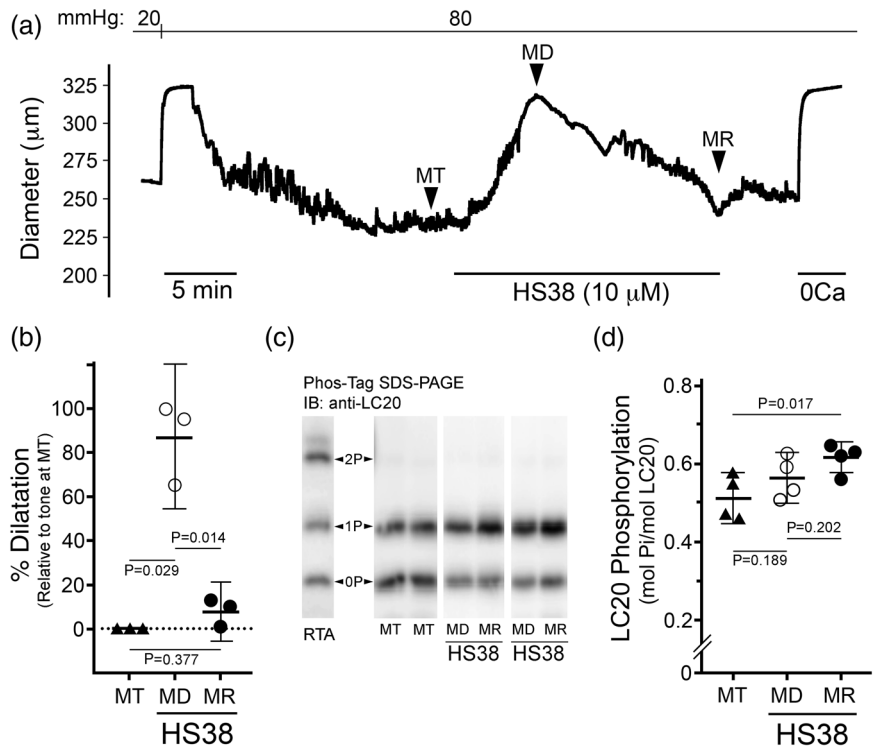 (a)
mmHg: 20 80
Diameter (μm)
325
300
275
250
225
200
MT
MD
MR
5 min
HS38 (10 μM)
0Ca
(b)
% Dilatation
(Relative to tone at MT)
100
80
60
40
20
0
P=0.014
P=0.029
P=0.377
MT MD MR
HS38
(c)
Phos-Tag SDS-PAGE
IB: anti-LC20
2P
1P
0P
RTA
MT MT MD MR MD MR
HS38 HS38
(d)
LC20 Phosphorylation
(mol Pi/mol LC20)
0.8
0.6
0.4
0.2
0
P=0.017
P=0.202
P=0.189
MT MD MR
HS38